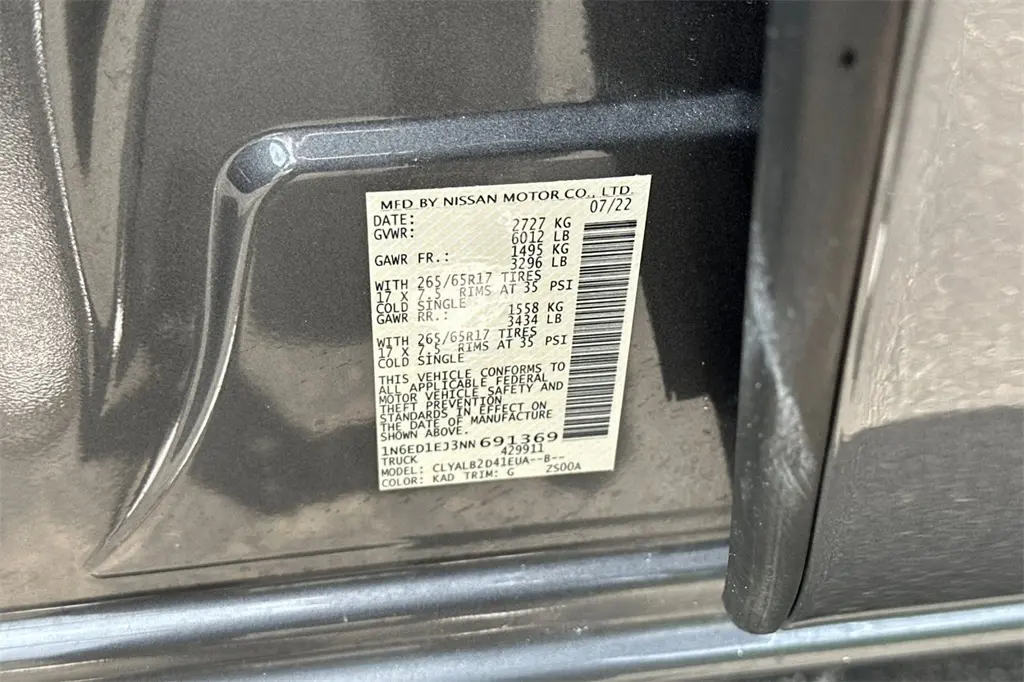 MFD BY NISSAN MOTOR CO., LTD.
DATE: 07/22
GVWR: 2727 KG
6012 LB
GAWR FR.: 1495 KG
3296 LB
WITH 265/65R17 TIRES
17 X 7.5 RIMS AT 35 PSI
COLD SINGLE
GAWR RR.: 1558 KG
3434 LB
WITH 265/65R17 TIRES
17 X 7.5 RIMS AT 35 PSI
COLD SINGLE
THIS VEHICLE CONFORMS TO
ALL APPLICABLE FEDERAL
MOTOR VEHICLE SAFETY AND
THEFT PREVENTION
STANDARDS IN EFFECT ON
THE DATE OF MANUFACTURE
SHOWN ABOVE.
1N6ED1EJ3NN691369
TRUCK 429911
MODEL: CLYALB2D41EUA--B--
COLOR: KAD TRIM: G ZS00A